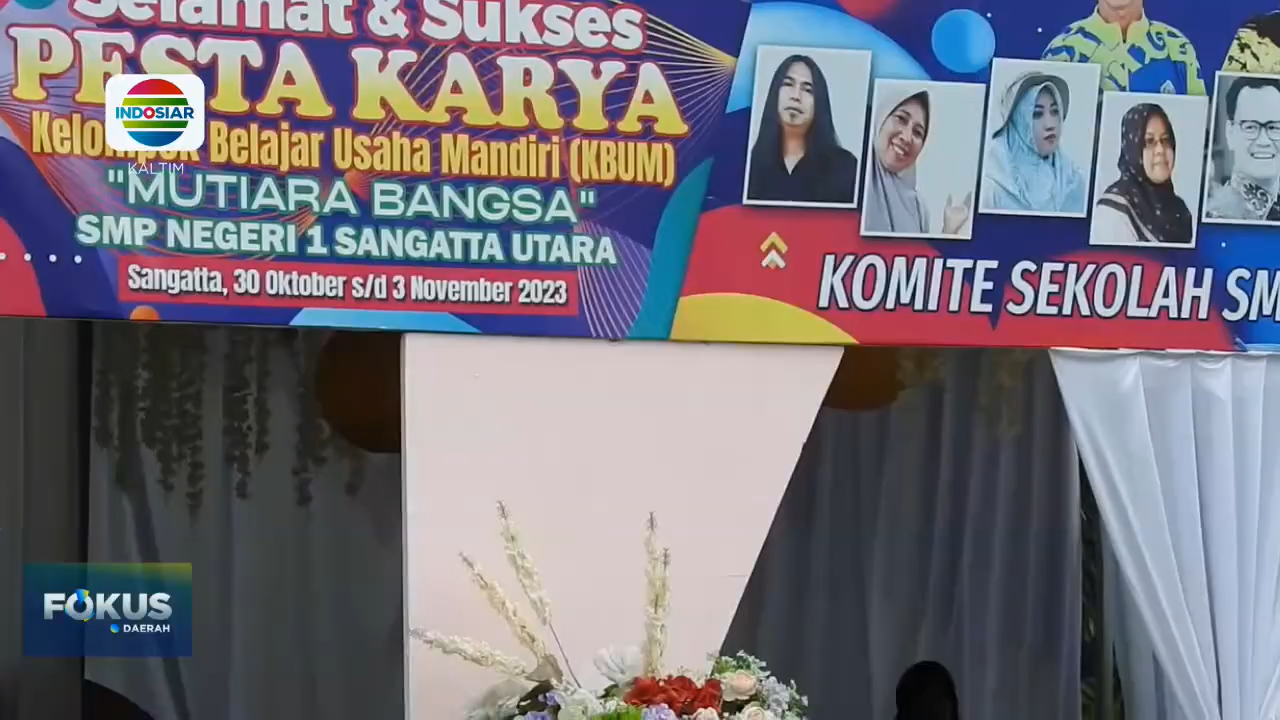 Selamat & Sukses
PESTA KARYA
Kelompok Belajar Usaha Mandiri (KBUM)
"MUTIARA BANGSA"
SMP NEGERI 1 SANGATTA UTARA
Sangatta, 30 Oktober s/d 3 November 2023
KOMITE SEKOLAH SM
INDOSIAR
KALTIM
FOKUS
DAERAH